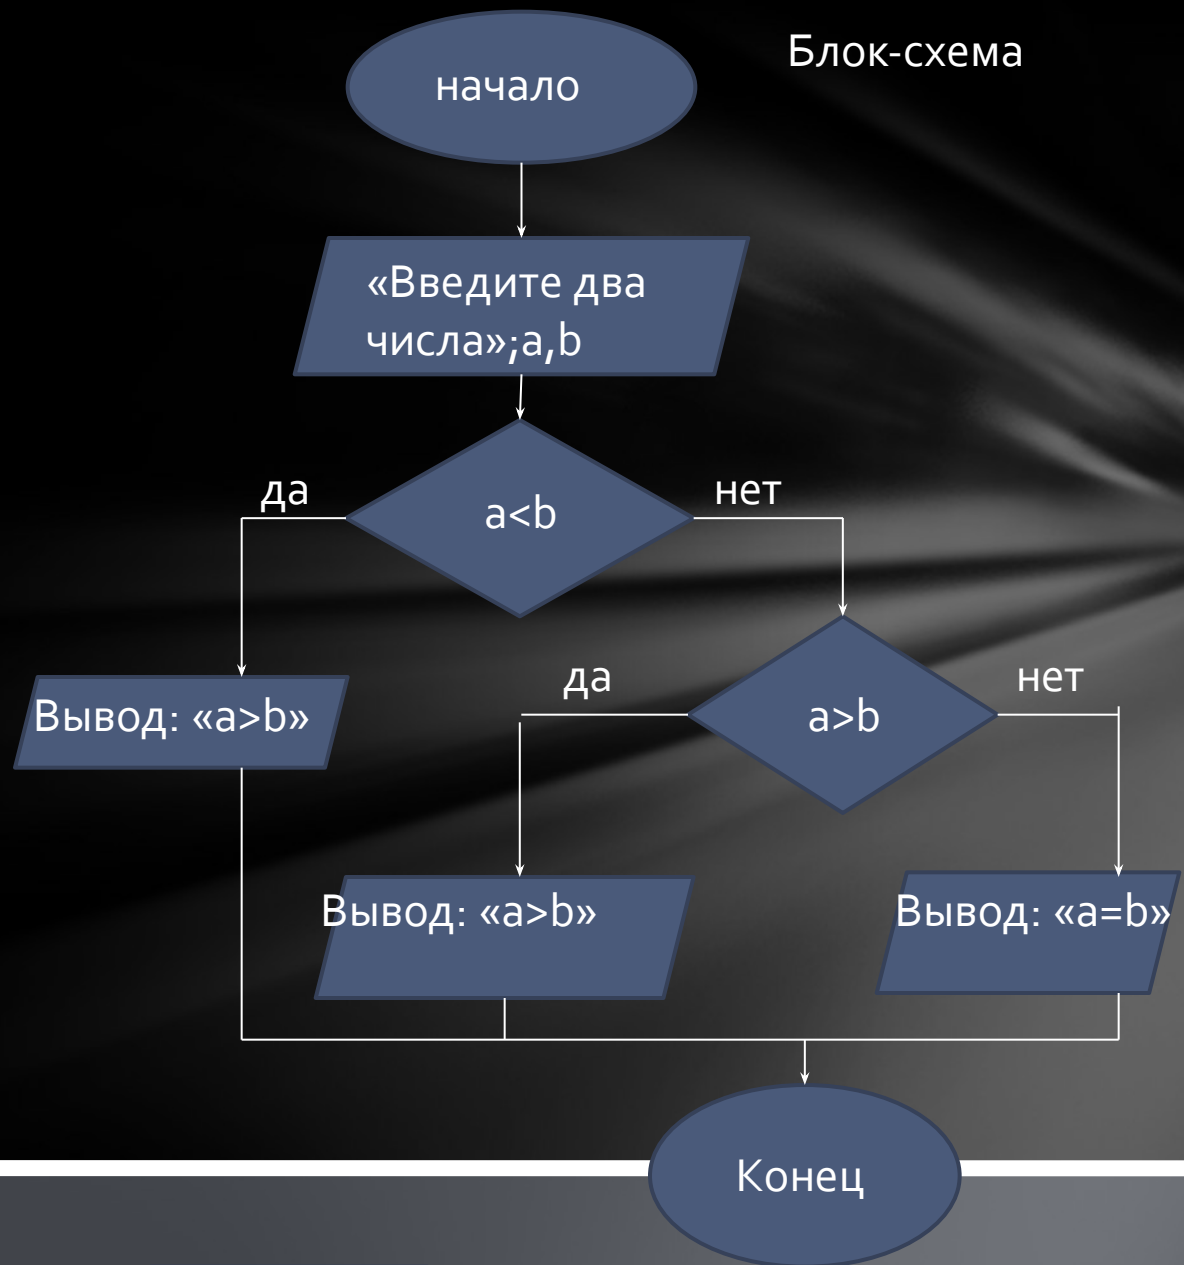 Блок-схема
начало
«Введите два
числа»;a,b
a<b
да
нет
Вывод: «a>b»
a>b
да
нет
Вывод: «a>b»
Вывод: «a=b»
Конец